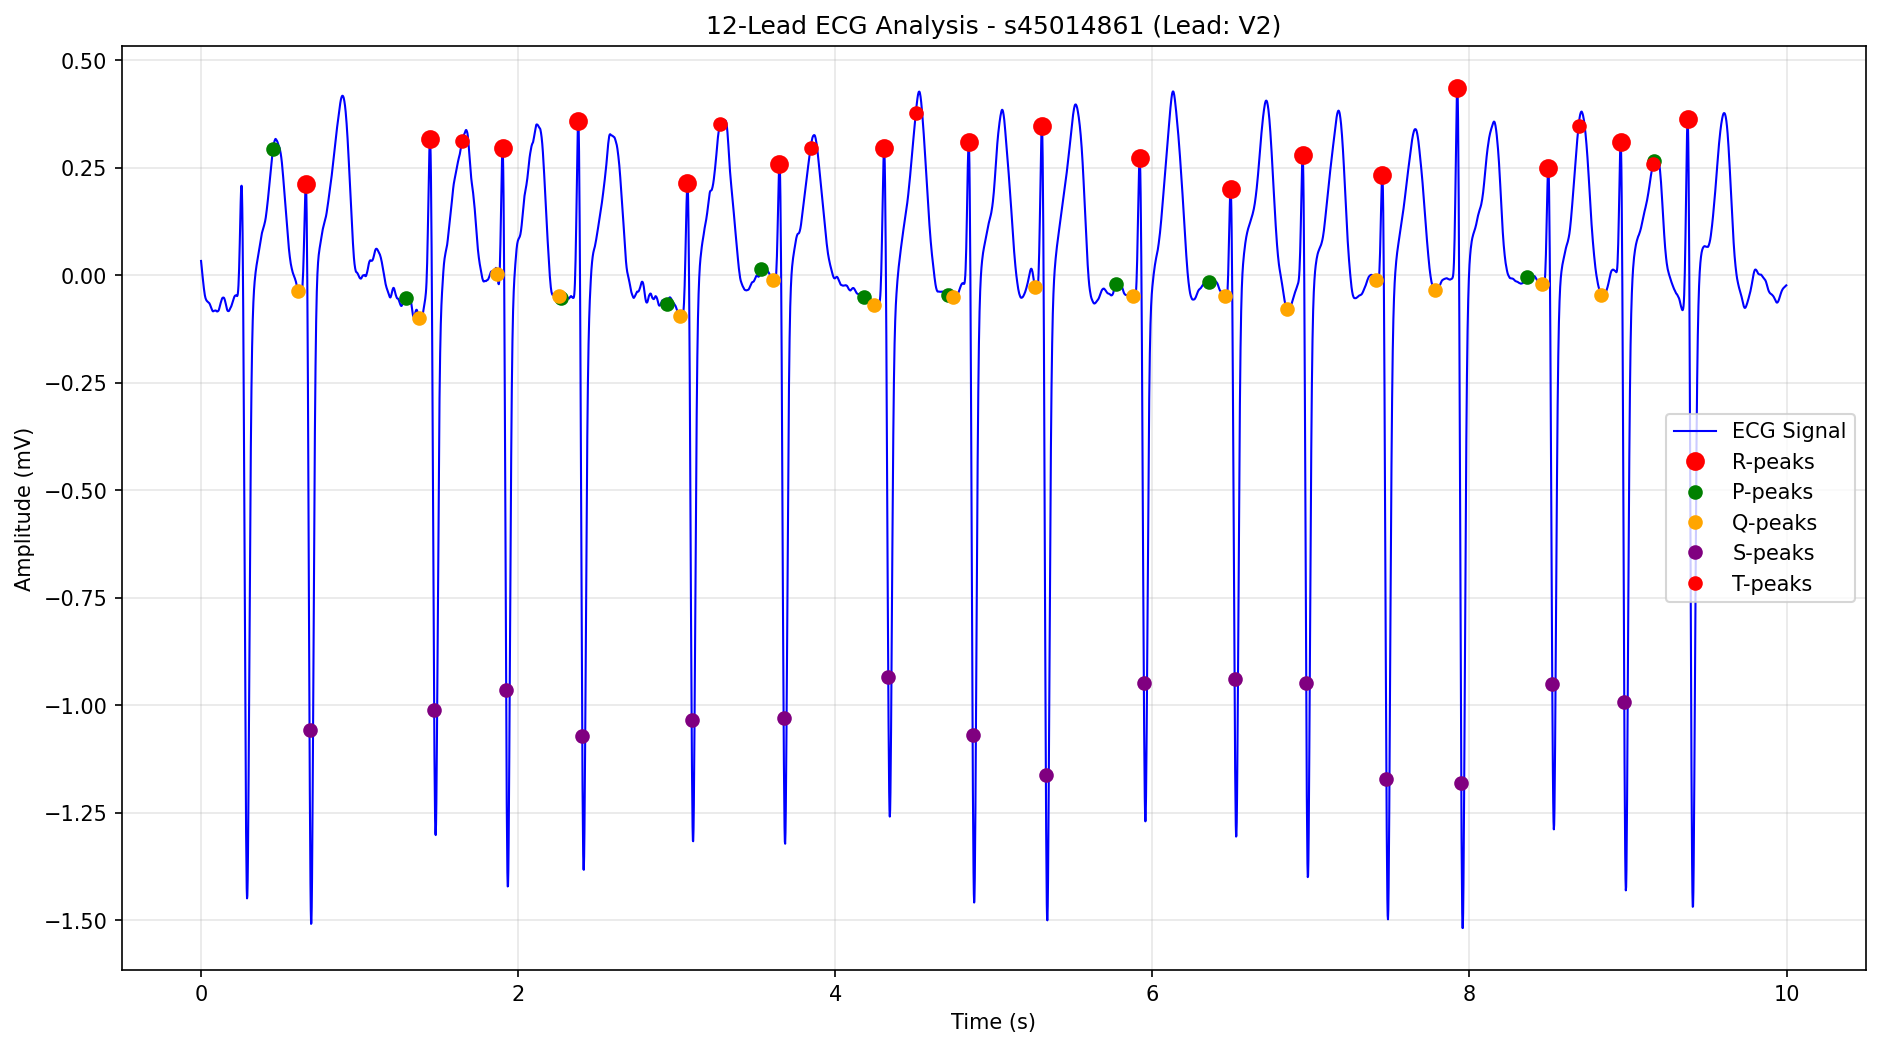 12-Lead ECG Analysis - s45014861 (Lead: V2)
Amplitude (mV)
0.50
0.25
0.00
−0.25
−0.50
−0.75
−1.00
−1.25
−1.50
ECG Signal
R-peaks
P-peaks
Q-peaks
S-peaks
T-peaks
0 2 4 6 8 10
Time (s)